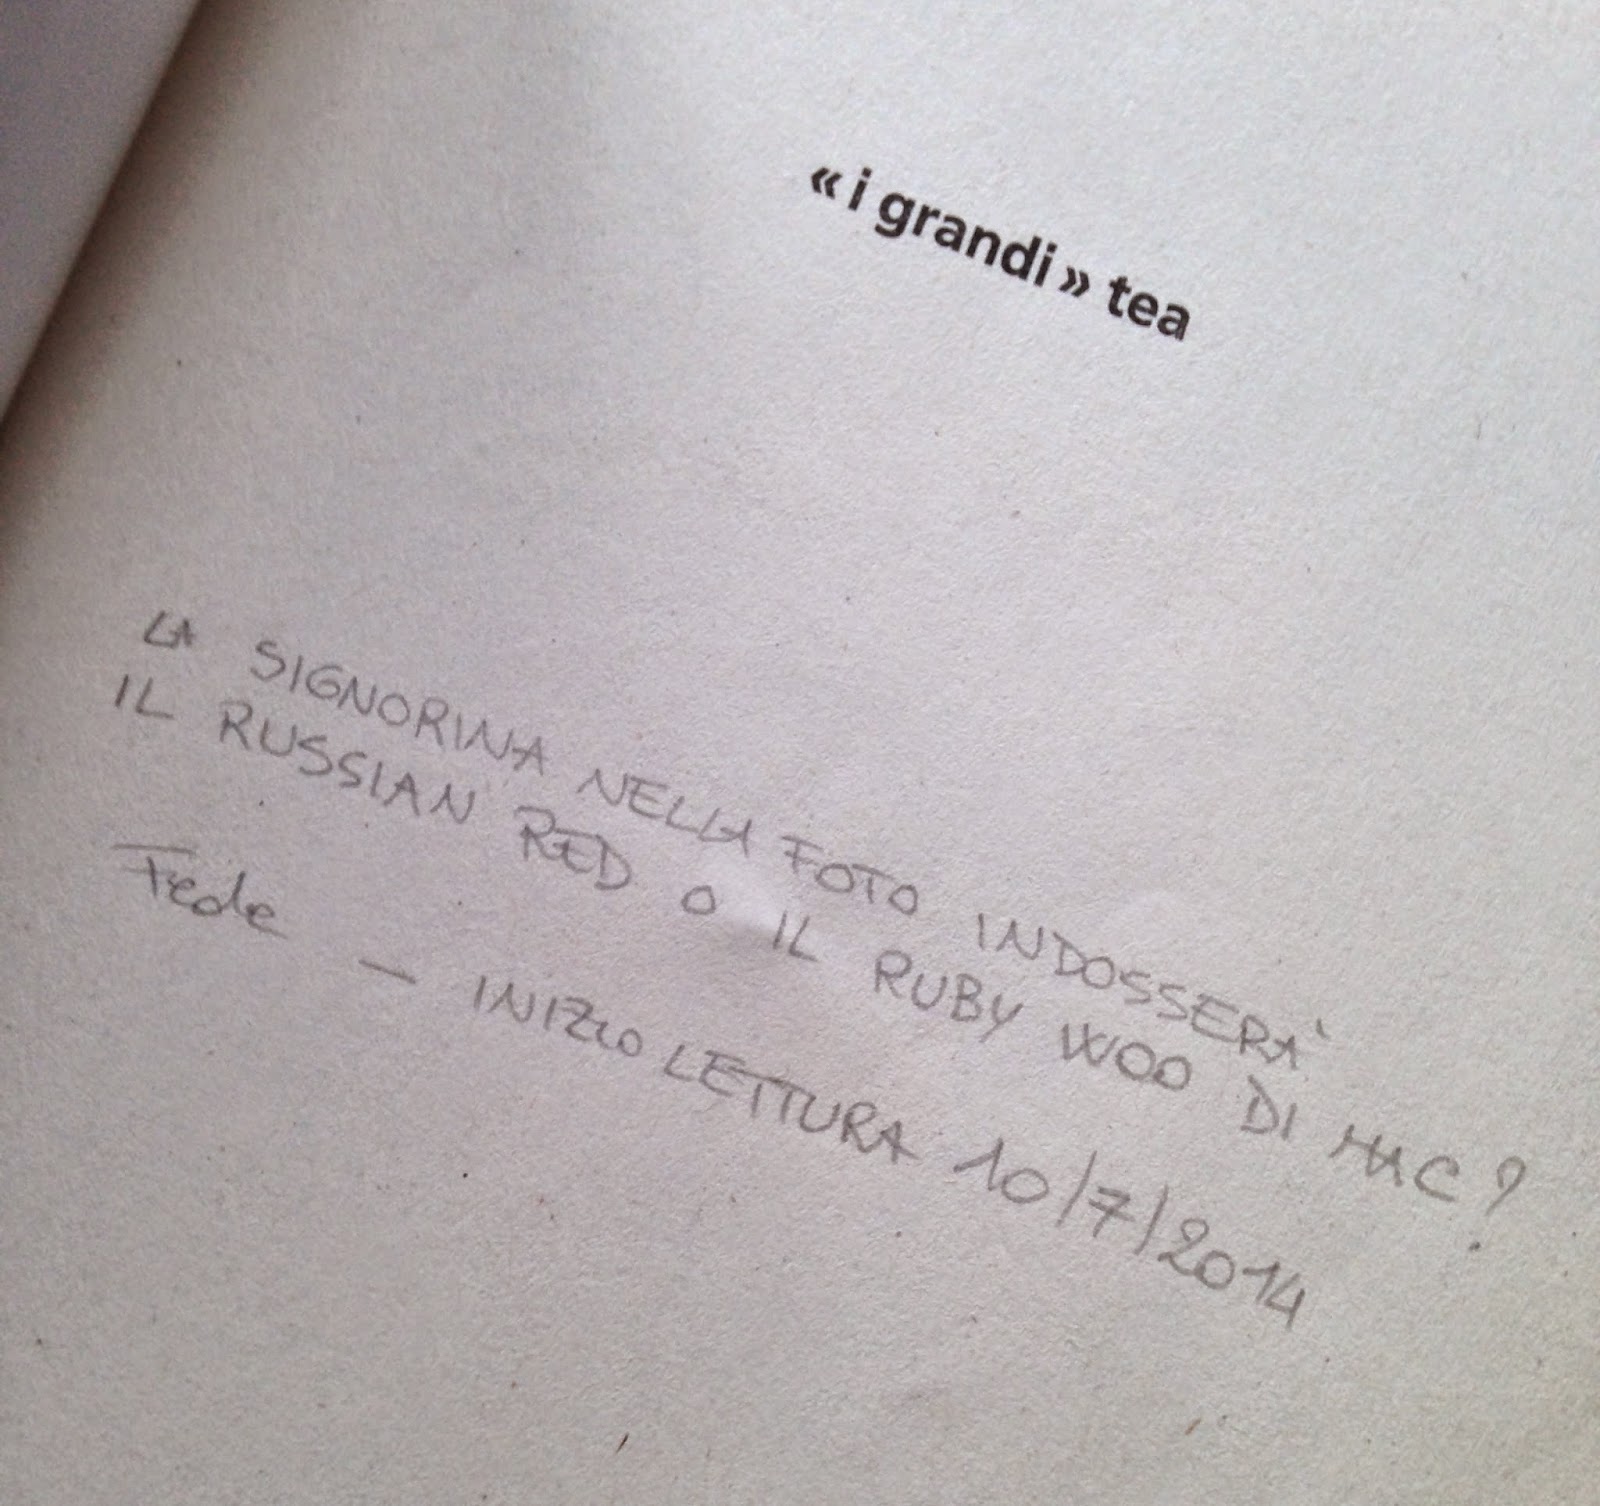 « i grandi » tea
LA SIGNORINA NELLA FOTO INDOSSERÀ
IL RUSSIAN RED O IL RUBY WOO DI MAC?
Fede — INIZIO LETTURA 10/7/2014